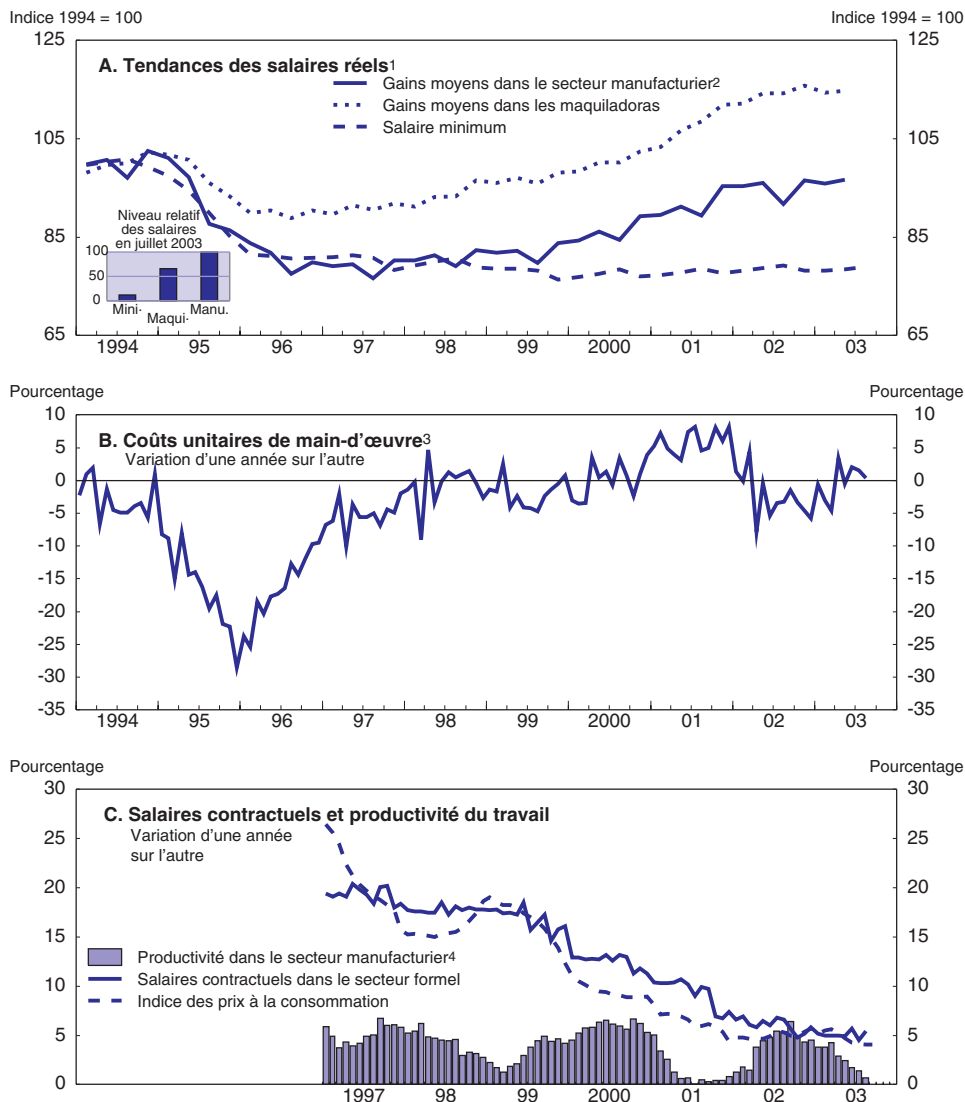 Indice 1994 = 100 Indice 1994 = 100
125 125
A. Tendances des salaires réels1
Gains moyens dans le secteur manufacturier2
Gains moyens dans les maquiladoras
105 105
Salaire minimum
Niveau relatif
des salaires
en juillet 2003
85 85
100
50
0
Mini. Maqui. Manu.
65 65
1994 95 96 97 98 99 2000 01 02 03
Pourcentage Pourcentage
10 10
B. Coûts unitaires de main-d'œuvre3
5 5
Variation d'une année sur l'autre
0 0
-5 -5
-10 -10
-15 -15
-20 -20
-25 -25
-30 -30
-35 -35
1994 95 96 97 98 99 2000 01 02 03
Pourcentage Pourcentage
30 30
C. Salaires contractuels et productivité du travail
Variation d'une année
sur l'autre
25 25
20 20
15 15
Productivité dans le secteur manufacturier4
Salaires contractuels dans le secteur formel
10 10
Indice des prix à la consommation
5 5
0 0
1997 98 99 2000 01 02 03